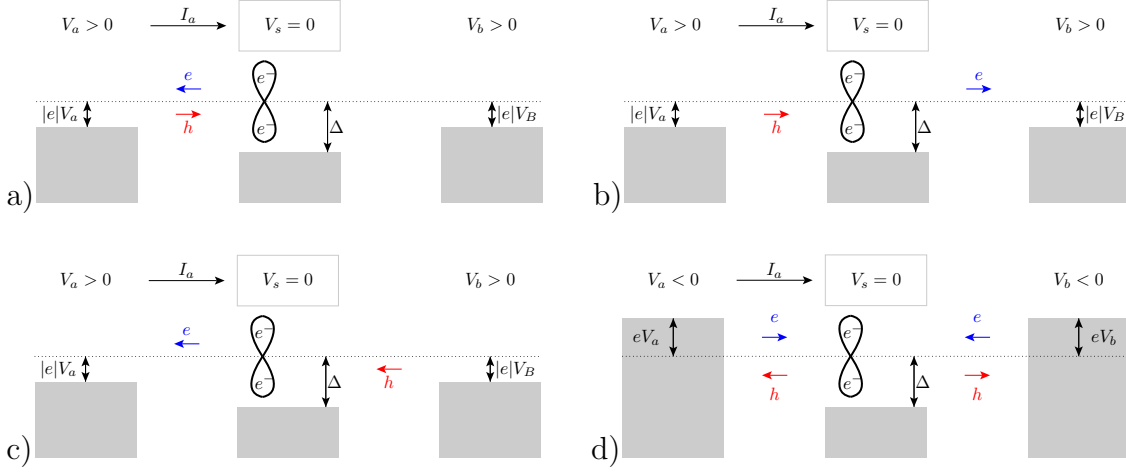 V_a > 0 I_a V_s = 0 V_b > 0
e
e⁻
|e|V_a h e⁻ Δ |e|V_B
a)
V_a > 0 I_a V_s = 0 V_b > 0
e⁻ e
|e|V_a h e⁻ Δ |e|V_B
b)
V_a > 0 I_a V_s = 0 V_b > 0
e e⁻
|e|V_a e⁻ Δ h |e|V_B
c)
V_a < 0 I_a V_s = 0 V_b < 0
eV_a e e⁻ e eV_b
h e⁻ Δ h
d)